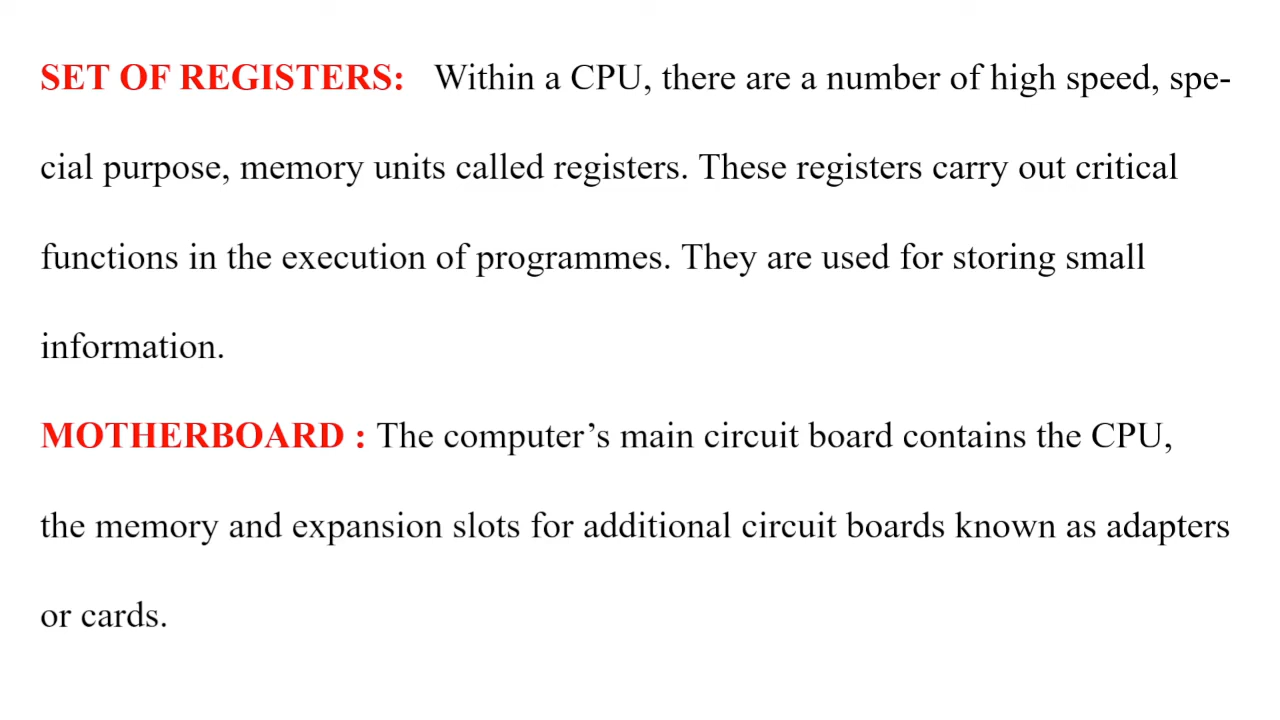 SET OF REGISTERS: Within a CPU, there are a number of high speed, spe-
cial purpose, memory units called registers. These registers carry out critical
functions in the execution of programmes. They are used for storing small
information.
MOTHERBOARD : The computer’s main circuit board contains the CPU,
the memory and expansion slots for additional circuit boards known as adapters
or cards.